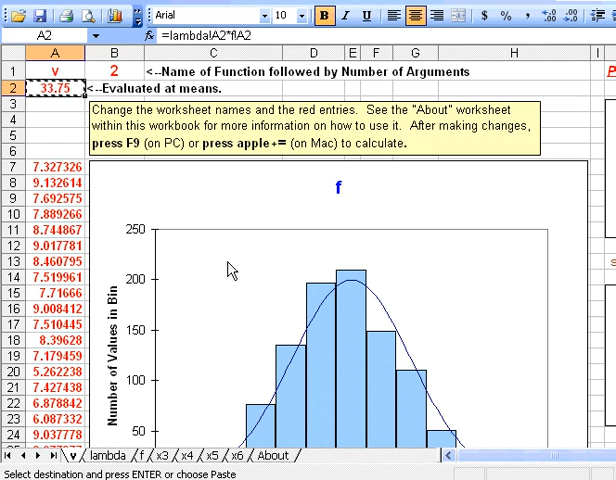 Arial 10 B I U $ % ,
A2 =lambda!A2*f!A2
A B C D E F G H I
1 v 2 <--Name of Function followed by Number of Arguments
2 33.75 <--Evaluated at means.
3 Change the worksheet names and the red entries. See the "About" worksheet
4 within this workbook for more information on how to use it. After making changes,
5 press F9 (on PC) or press apple += (on Mac) to calculate.
6
7 7.327326
8 9.132614 f
9 7.692575
10 7.889266
11 8.744867 250
12 9.017781
13 8.460795
14 7.519961 200
15 7.71666
16 9.008412
17 7.510445 150
18 8.39628
19 7.179459
20 5.262238 100
21 7.427438
22 6.878842
23 6.087332
24 9.037778 50
Number of Values in Bin
v lambda f x3 x4 x5 x6 About
Select destination and press ENTER or choose Paste